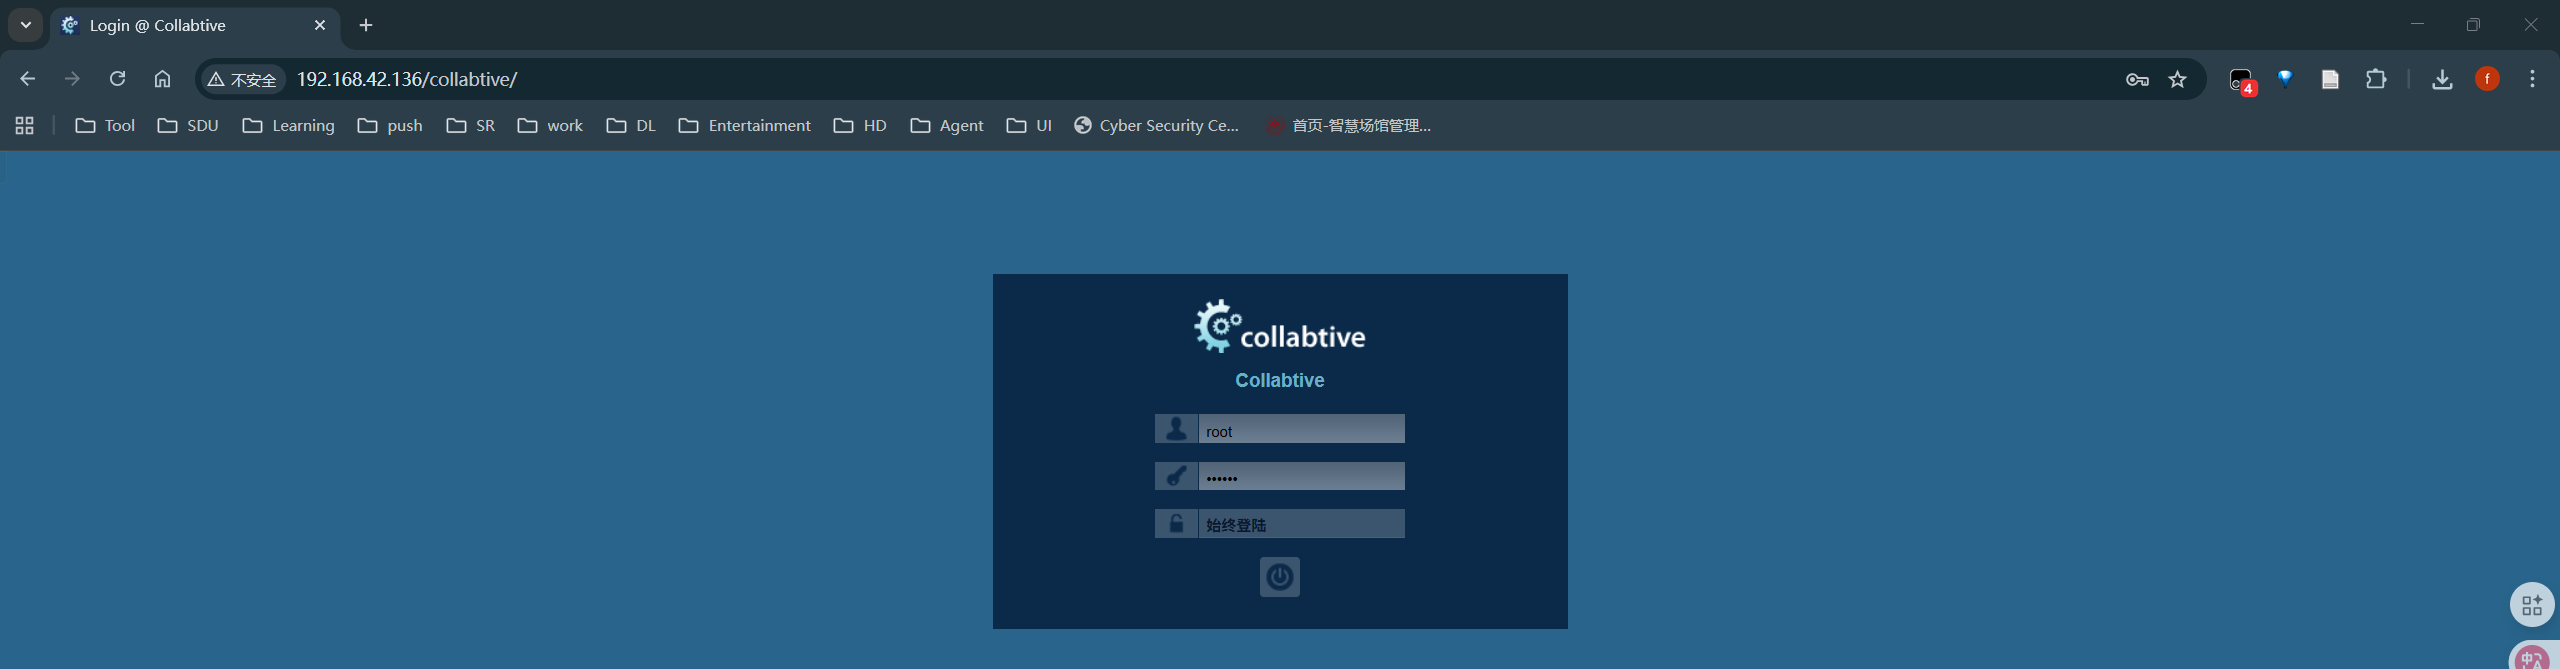 Login @ Collabtive
不安全 192.168.42.136/collabtive/
4
f
Tool SDU Learning push SR work DL Entertainment HD Agent UI Cyber Security Ce... 首页-智慧场馆管理...
collabtive
Collabtive
root
••••••
始终登陆
中A